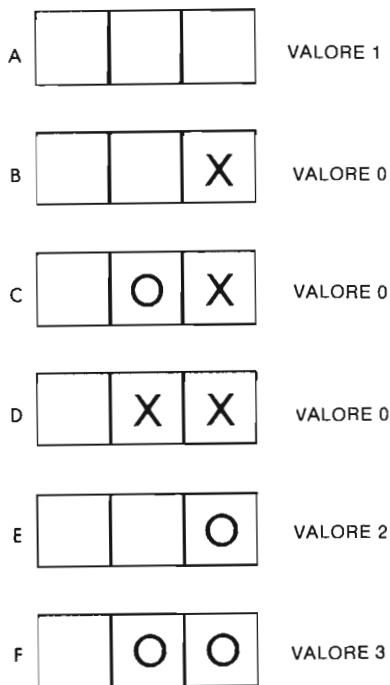 A VALORE 1
B X VALORE 0
C O X VALORE 0
D X X VALORE 0
E O VALORE 2
F O O VALORE 3